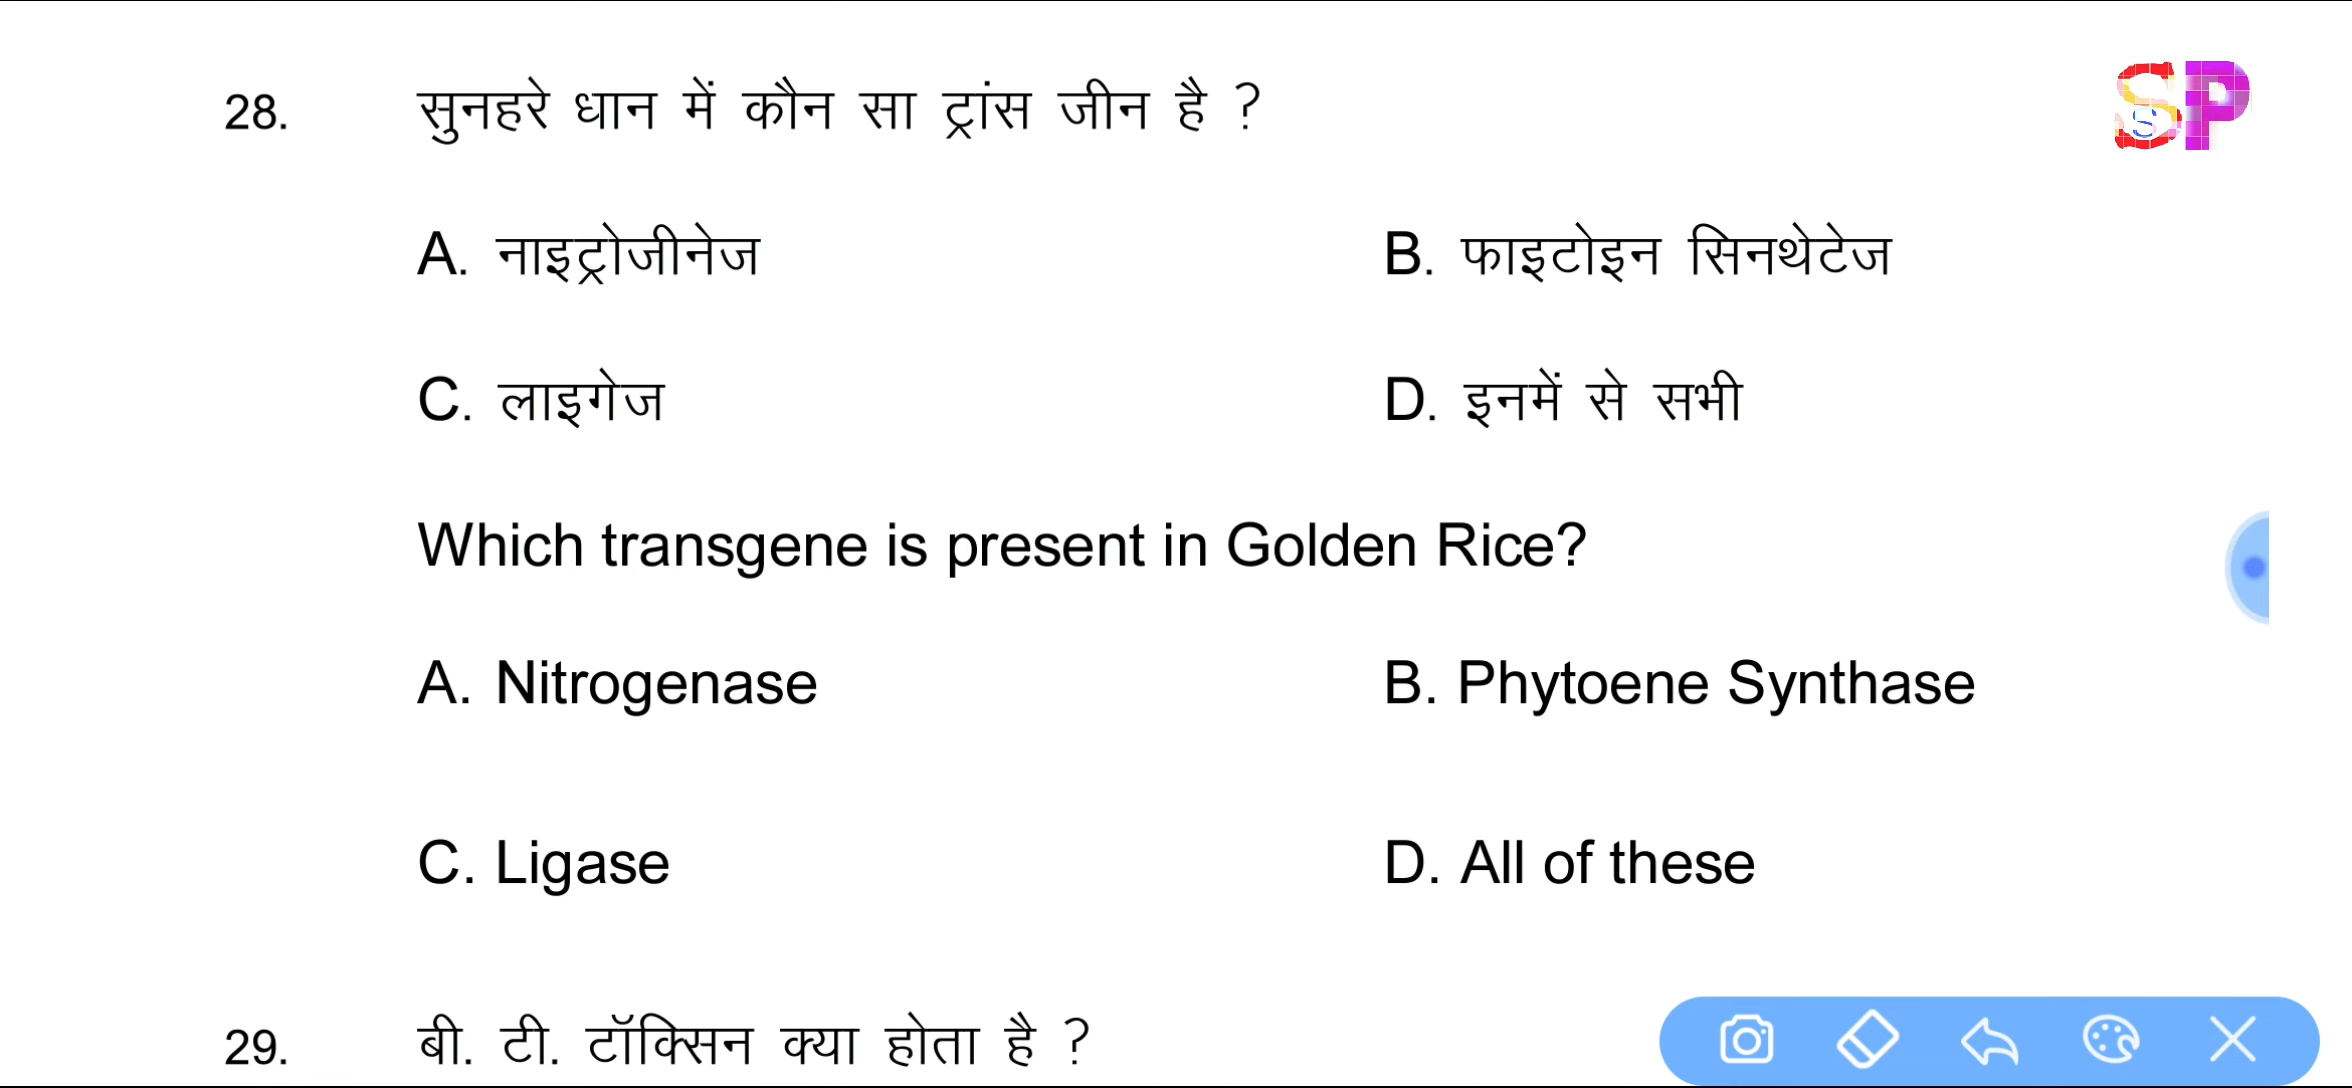 28. सुनहरे धान में कौन सा ट्रांस जीन है ?
A. नाइट्रोजीनेज B. फाइटोइन सिनथेटेज
C. लाइगेज D. इनमें से सभी
Which transgene is present in Golden Rice?
A. Nitrogenase B. Phytoene Synthase
C. Ligase D. All of these
29. बी. टी. टॉक्सिन क्या होता है ?
SP
S